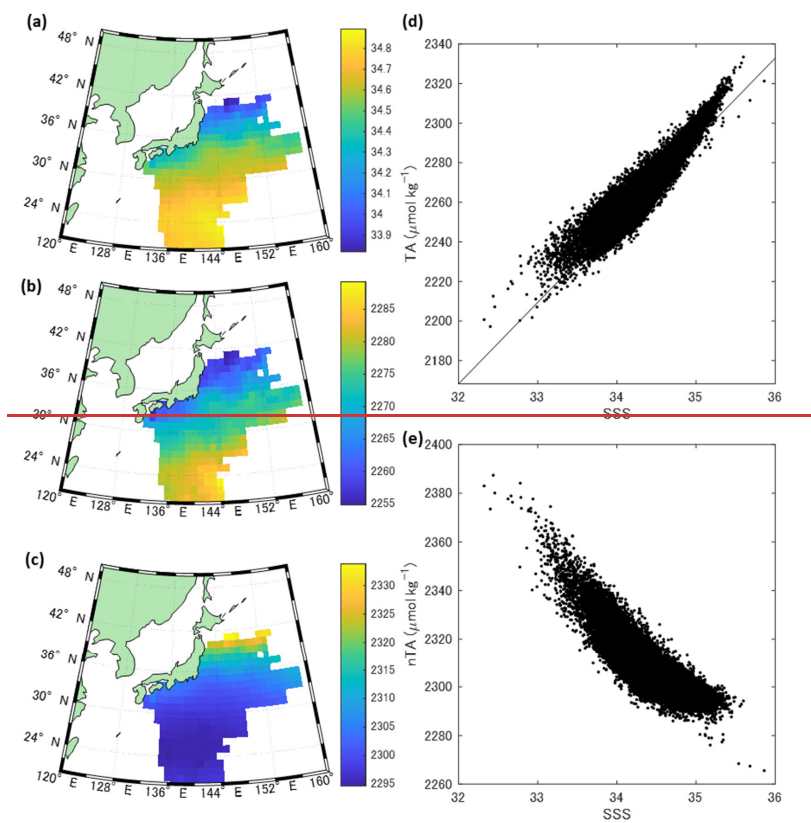 (a)
48° N
42° N
36° N
30° N
24° N
120° E 128° E 136° E 144° E 152° E 160° E
34.8
34.7
34.6
34.5
34.4
34.3
34.2
34.1
34
33.9
(b)
48° N
42° N
36° N
30° N
24° N
120° E 128° E 136° E 144° E 152° E 160° E
2285
2280
2275
2270
2265
2260
2255
(c)
48° N
42° N
36° N
30° N
24° N
120° E 128° E 136° E 144° E 152° E 160° E
2330
2325
2320
2315
2310
2305
2300
2295
(d)
2340
2320
2300
2280
2260
2240
2220
2200
2180
TA (μmol kg⁻¹)
32 33 34 35 36
SSS
(e)
2400
2380
2360
2340
2320
2300
2280
2260
nTA (μmol kg⁻¹)
32 33 34 35 36
SSS